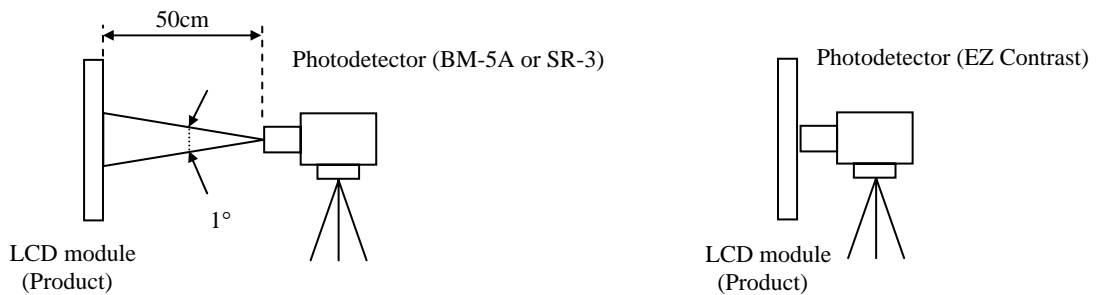 50cm
Photodetector (BM-5A or SR-3)
1°
LCD module
(Product)
Photodetector (EZ Contrast)
LCD module
(Product)